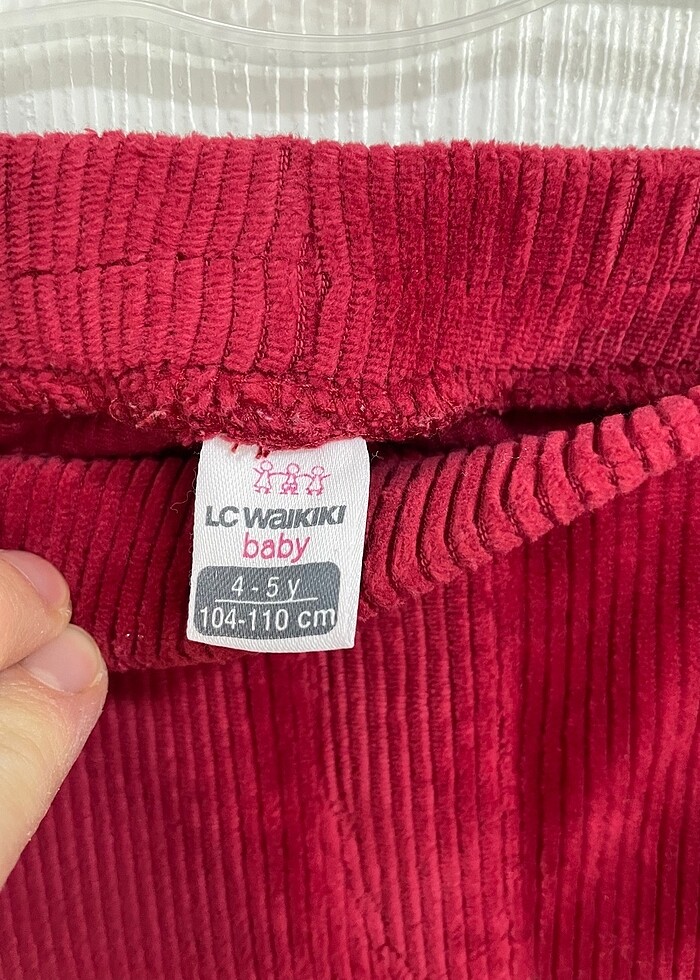 LC WAIKIKI
baby
4 - 5 y
104-110 cm